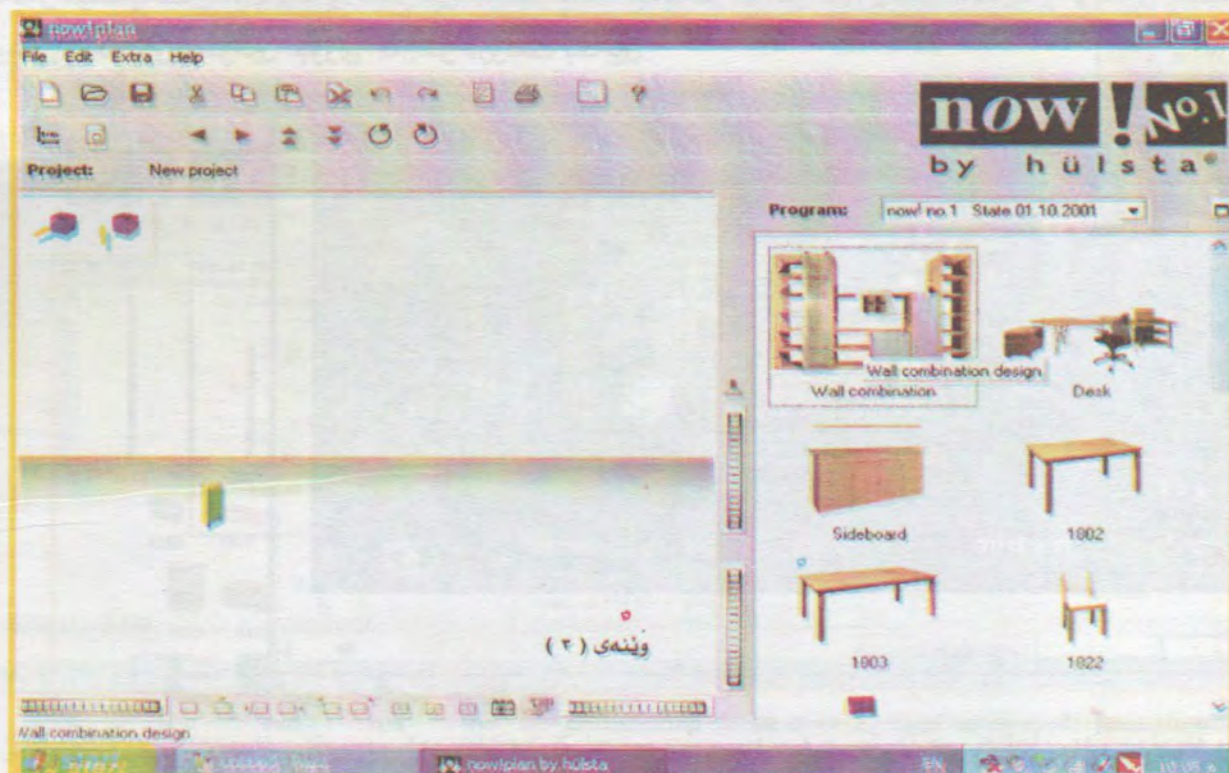 now!plan
File Edit Extra Help
now! No.1
by hülsta®
Project: New project
Program: now! no.1 State 01.10.2001
Wall combination design
Wall combination
Desk
Sideboard
1802
1803
1822
وێنەی ( ٣ )
Wall combination design
now!plan by hülsta
EN